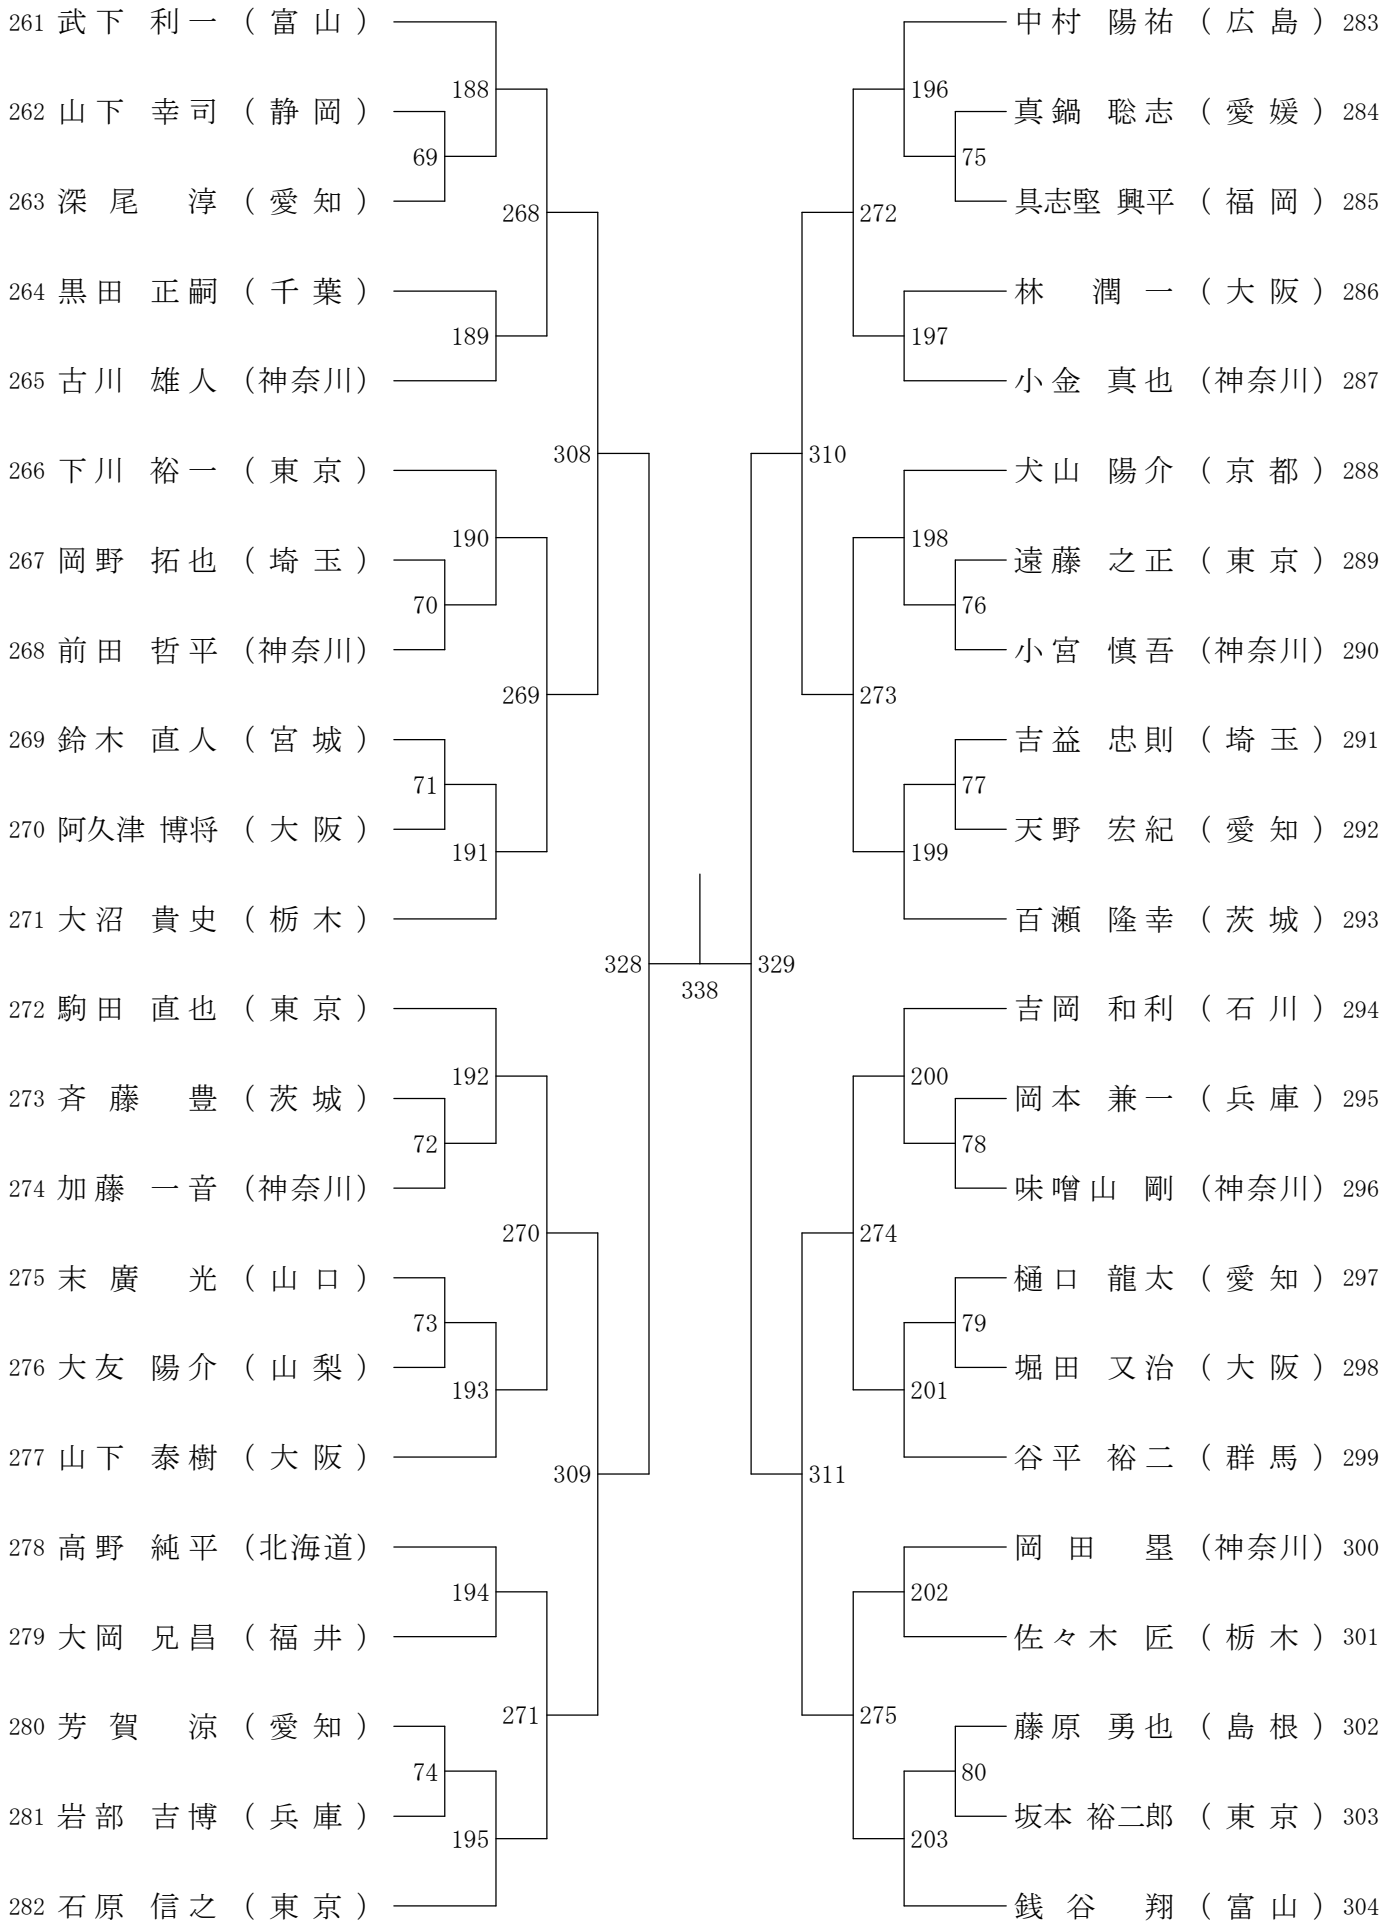 261 武下 利一 (富山)
188
262 山下 幸司 (静岡)
69
263 深尾 淳 (愛知)
268
264 黒田 正嗣 (千葉)
189
265 古川 雄人 (神奈川)
308
266 下川 裕一 (東京)
190
267 岡野 拓也 (埼玉)
70
268 前田 哲平 (神奈川)
269
269 鈴木 直人 (宮城)
71
270 阿久津 博将 (大阪)
191
271 大沼 貴史 (栃木)
328
272 駒田 直也 (東京)
192
273 斉藤 豊 (茨城)
72
274 加藤 一音 (神奈川)
270
275 末廣 光 (山口)
73
276 大友 陽介 (山梨)
193
277 山下 泰樹 (大阪)
309
278 高野 純平 (北海道)
194
279 大岡 兄昌 (福井)
271
280 芳賀 涼 (愛知)
74
281 岩部 吉博 (兵庫)
195
282 石原 信之 (東京)
338
中村 陽祐 (広島) 283
196
真鍋 聡志 (愛媛) 284
75
具志堅 興平 (福岡) 285
272
林 潤一 (大阪) 286
197
小金 真也 (神奈川) 287
310
犬山 陽介 (京都) 288
198
遠藤 之正 (東京) 289
76
小宮 慎吾 (神奈川) 290
273
吉益 忠則 (埼玉) 291
77
天野 宏紀 (愛知) 292
199
百瀬 隆幸 (茨城) 293
329
吉岡 和利 (石川) 294
200
岡本 兼一 (兵庫) 295
78
味噌山 剛 (神奈川) 296
274
樋口 龍太 (愛知) 297
79
堀田 又治 (大阪) 298
201
谷平 裕二 (群馬) 299
311
岡田 塁 (神奈川) 300
202
佐々木 匠 (栃木) 301
275
藤原 勇也 (島根) 302
80
坂本 裕二郎 (東京) 303
203
銭谷 翔 (富山) 304